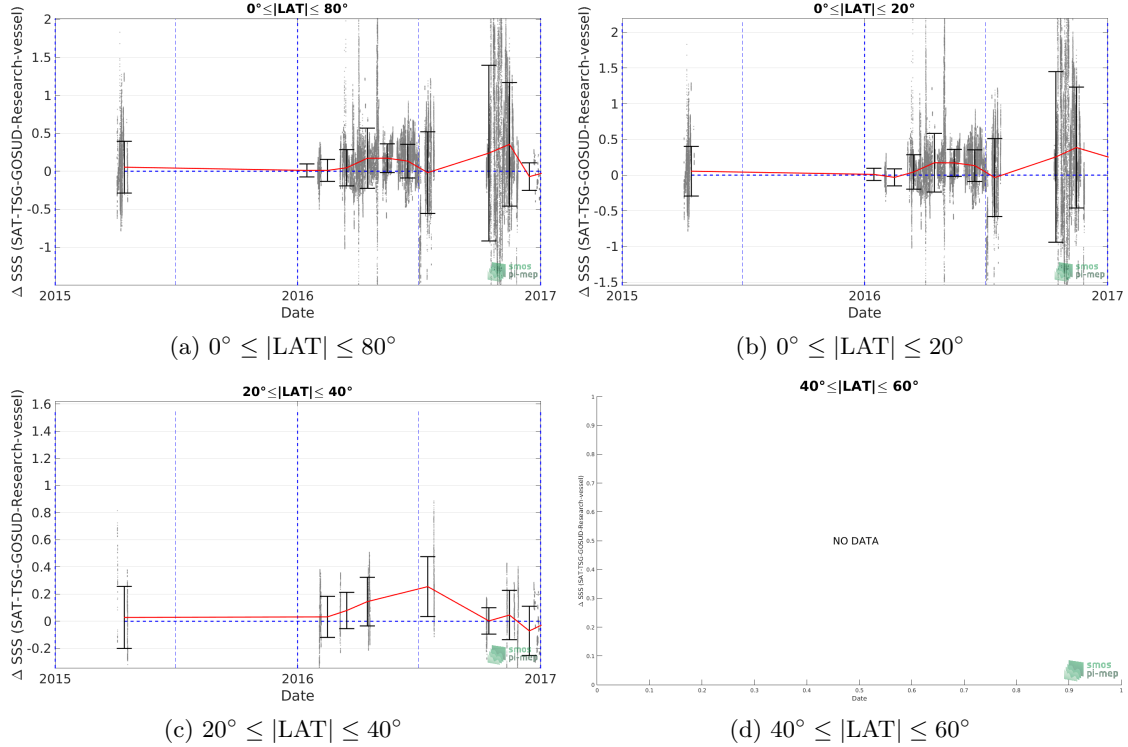 0°≤|LAT|≤ 80°
Δ SSS (SAT-TSG-GOSUD-Research-vessel)
2
1.5
1
0.5
0
-0.5
-1
2015
2016
2017
Date
smos
pi-mep
(a) 0° ≤ |LAT| ≤ 80°
0°≤|LAT|≤ 20°
Δ SSS (SAT-TSG-GOSUD-Research-vessel)
2
1.5
1
0.5
0
-0.5
-1
-1.5
2015
2016
2017
Date
smos
pi-mep
(b) 0° ≤ |LAT| ≤ 20°
20°≤|LAT|≤ 40°
Δ SSS (SAT-TSG-GOSUD-Research-vessel)
1.6
1.4
1.2
1
0.8
0.6
0.4
0.2
0
-0.2
2015
2016
2017
Date
smos
pi-mep
(c) 20° ≤ |LAT| ≤ 40°
40°≤|LAT|≤ 60°
Δ SSS (SAT-TSG-GOSUD-Research-vessel)
1
0.9
0.8
0.7
0.6
0.5
0.4
0.3
0.2
0.1
0
NO DATA
0
0.1
0.2
0.3
0.4
0.5
0.6
0.7
0.8
0.9
1
Date
smos
pi-mep
(d) 40° ≤ |LAT| ≤ 60°